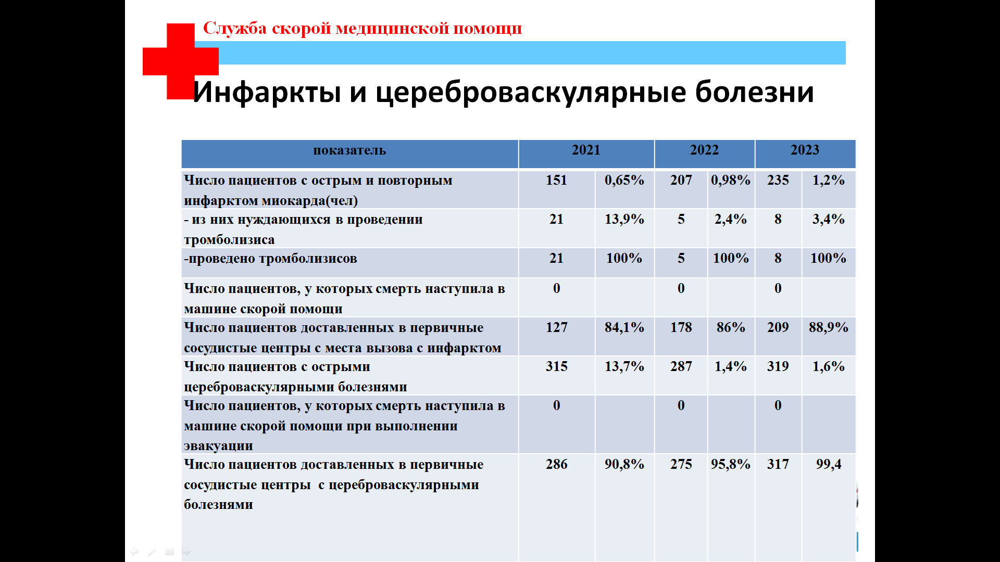 Служба скорой медицинской помощи
Инфаркты и цереброваскулярные болезни
показатель 2021 2022 2023
Число пациентов с острым и повторным 151 0,65% 207 0,98% 235 1,2%
инфарктом миокарда(чел)
- из них нуждающихся в проведении 21 13,9% 5 2,4% 8 3,4%
тромболизиса
-проведено тромболизисов 21 100% 5 100% 8 100%
Число пациентов, у которых смерть наступила в 0 0 0
машине скорой помощи
Число пациентов доставленных в первичные 127 84,1% 178 86% 209 88,9%
сосудистые центры с места вызова с инфарктом
Число пациентов с острыми 315 13,7% 287 1,4% 319 1,6%
цереброваскулярными болезнями
Число пациентов, у которых смерть наступила в 0 0 0
машине скорой помощи при выполнении
эвакуации
Число пациентов доставленных в первичные 286 90,8% 275 95,8% 317 99,4
сосудистые центры с цереброваскулярными
болезнями